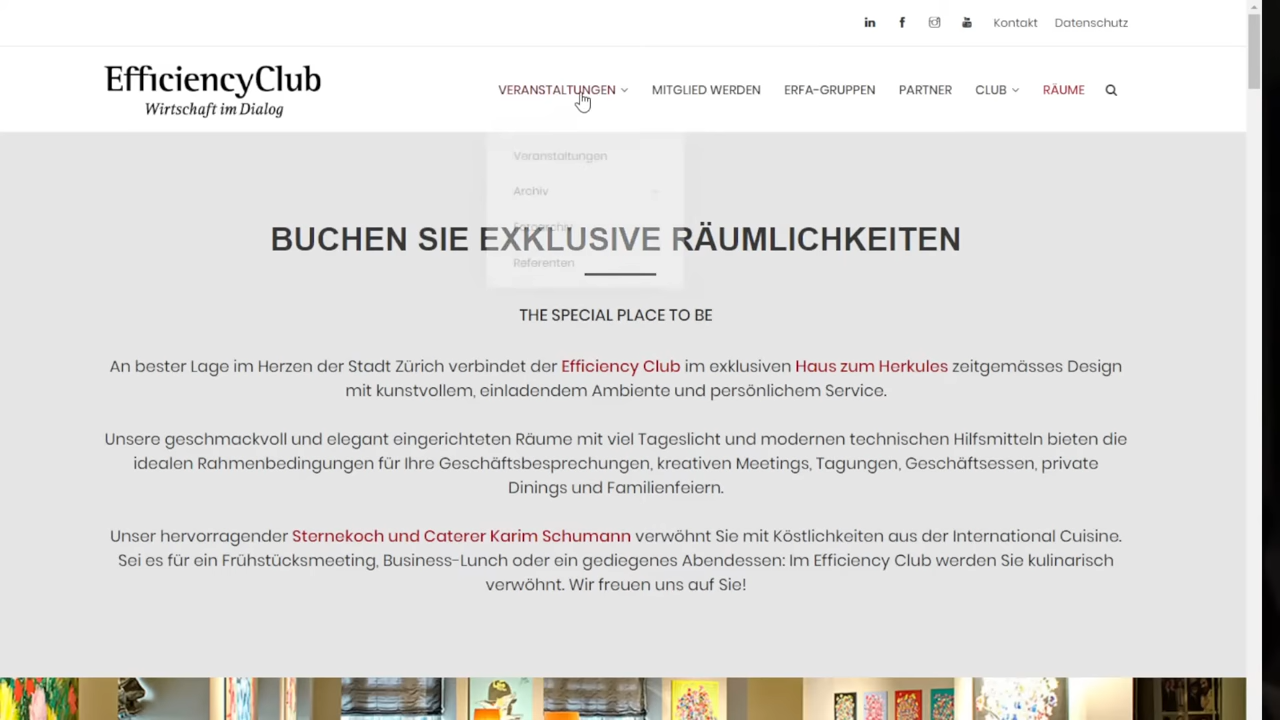 Kontakt Datenschutz
EfficiencyClub
Wirtschaft im Dialog
VERANSTALTUNGEN MITGLIED WERDEN ERFA-GRUPPEN PARTNER CLUB RÄUME
Veranstaltungen
Archiv
Fotoarchiv
Referenten
BUCHEN SIE EXKLUSIVE RÄUMLICHKEITEN
THE SPECIAL PLACE TO BE
An bester Lage im Herzen der Stadt Zürich verbindet der Efficiency Club im exklusiven Haus zum Herkules zeitgemässes Design
mit kunstvollem, einladendem Ambiente und persönlichem Service.
Unsere geschmackvoll und elegant eingerichteten Räume mit viel Tageslicht und modernen technischen Hilfsmitteln bieten die
idealen Rahmenbedingungen für Ihre Geschäftsbesprechungen, kreativen Meetings, Tagungen, Geschäftsessen, private
Dinings und Familienfeiern.
Unser hervorragender Sternekoch und Caterer Karim Schumann verwöhnt Sie mit Köstlichkeiten aus der International Cuisine.
Sei es für ein Frühstücksmeeting, Business-Lunch oder ein gediegenes Abendessen: Im Efficiency Club werden Sie kulinarisch
verwöhnt. Wir freuen uns auf Sie!